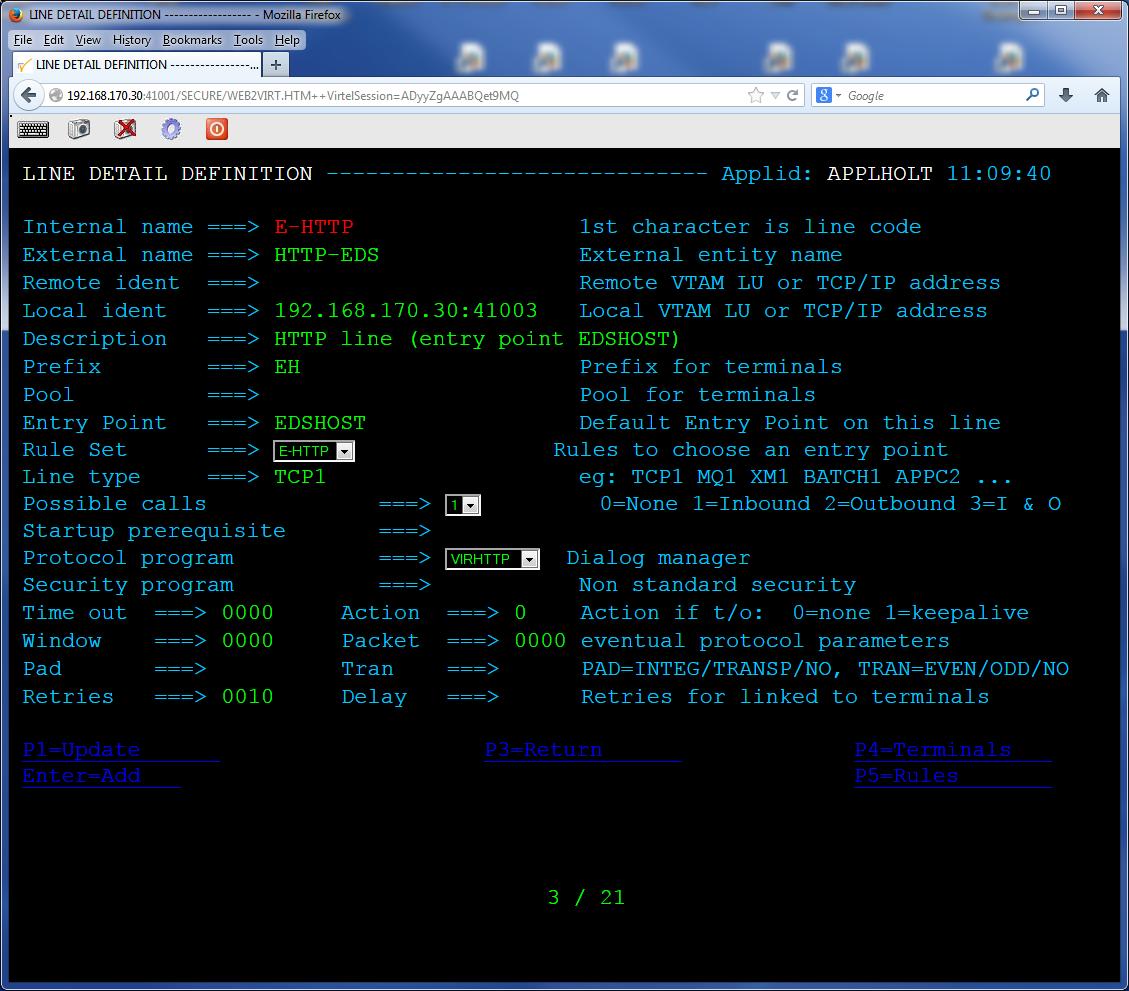 LINE DETAIL DEFINITION ------------------ - Mozilla Firefox
File Edit View History Bookmarks Tools Help
LINE DETAIL DEFINITION ----------------...
192.168.170.30:41001/SECURE/WEB2VIRT.HTM++VirtelSession=ADyyZgAAABQet9MQ Google
LINE DETAIL DEFINITION ----------------------------- Applid: APPLHOLT 11:09:40
Internal name ===> E-HTTP 1st character is line code
External name ===> HTTP-EDS External entity name
Remote ident ===> Remote VTAM LU or TCP/IP address
Local ident ===> 192.168.170.30:41003 Local VTAM LU or TCP/IP address
Description ===> HTTP line (entry point EDSHOST)
Prefix ===> EH Prefix for terminals
Pool ===> Pool for terminals
Entry Point ===> EDSHOST Default Entry Point on this line
Rule Set ===> E-HTTP Rules to choose an entry point
Line type ===> TCP1 eg: TCP1 MQ1 XM1 BATCH1 APPC2 ...
Possible calls ===> 1 0=None 1=Inbound 2=Outbound 3=I & O
Startup prerequisite ===>
Protocol program ===> VIRHTTP Dialog manager
Security program ===> Non standard security
Time out ===> 0000 Action ===> 0 Action if t/o: 0=none 1=keepalive
Window ===> 0000 Packet ===> 0000 eventual protocol parameters
Pad ===> Tran ===> PAD=INTEG/TRANSP/NO, TRAN=EVEN/ODD/NO
Retries ===> 0010 Delay ===> Retries for linked to terminals
P1=Update P3=Return P4=Terminals
Enter=Add P5=Rules
3 / 21